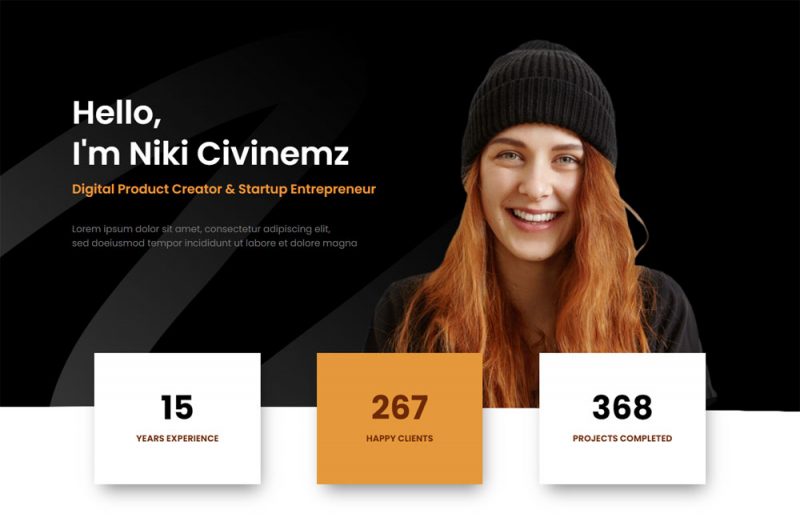 Hello,
I'm Niki Civinemz
Digital Product Creator & Startup Entrepreneur
Lorem ipsum dolor sit amet, consectetur adipiscing elit,
sed doeiusmod tempor incididunt ut labore et dolore magna
15
YEARS EXPERIENCE
267
HAPPY CLIENTS
368
PROJECTS COMPLETED